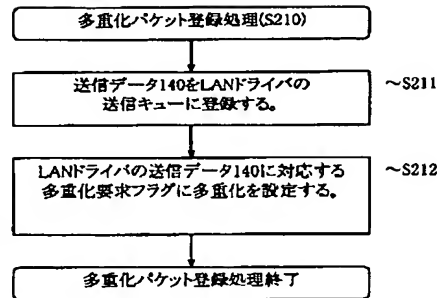 多重化パケット登録処理(S210)
送信データ140をLANドライバの
送信キューに登録する。
～S211
LANドライバの送信データ140に対応する
多重化要求フラグに多重化を設定する。
～S212
多重化パケット登録処理終了